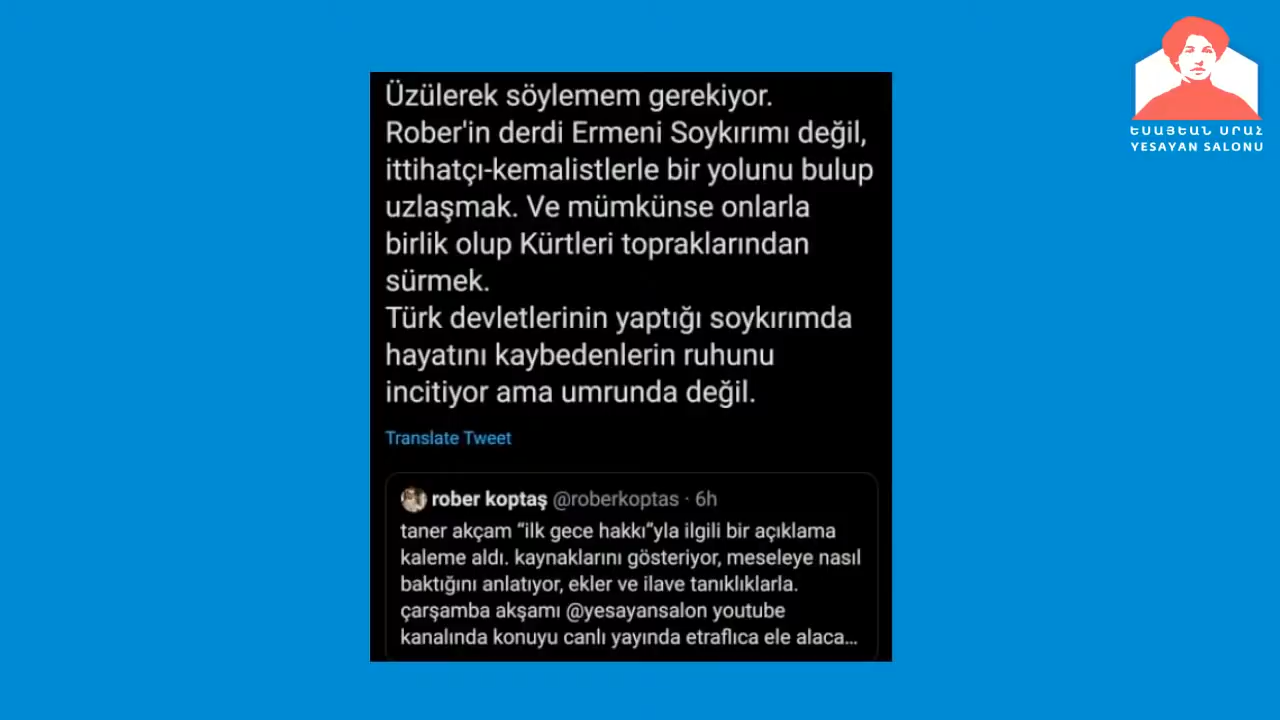 Üzülerek söylemem gerekiyor.
Rober'in derdi Ermeni Soykırımı değil,
ittihatçı-kemalistlerle bir yolunu bulup
uzlaşmak. Ve mümkünse onlarla
birlik olup Kürtleri topraklarından
sürmek.
Türk devletlerinin yaptığı soykırımda
hayatını kaybedenlerin ruhunu
incitiyor ama umrunda değil.
Translate Tweet
rober koptaş @roberkoptas · 6h
taner akçam “ilk gece hakkı“yla ilgili bir açıklama
kaleme aldı. kaynaklarını gösteriyor, meseleye nasıl
baktığını anlatıyor, ekler ve ilave tanıklıklarla.
çarşamba akşamı @yesayansalon youtube
kanalında konuyu canlı yayında etraflıca ele alaca...
ԵՍԱՅԵԱՆ ՍՐԱՀ
YESAYAN SALONU